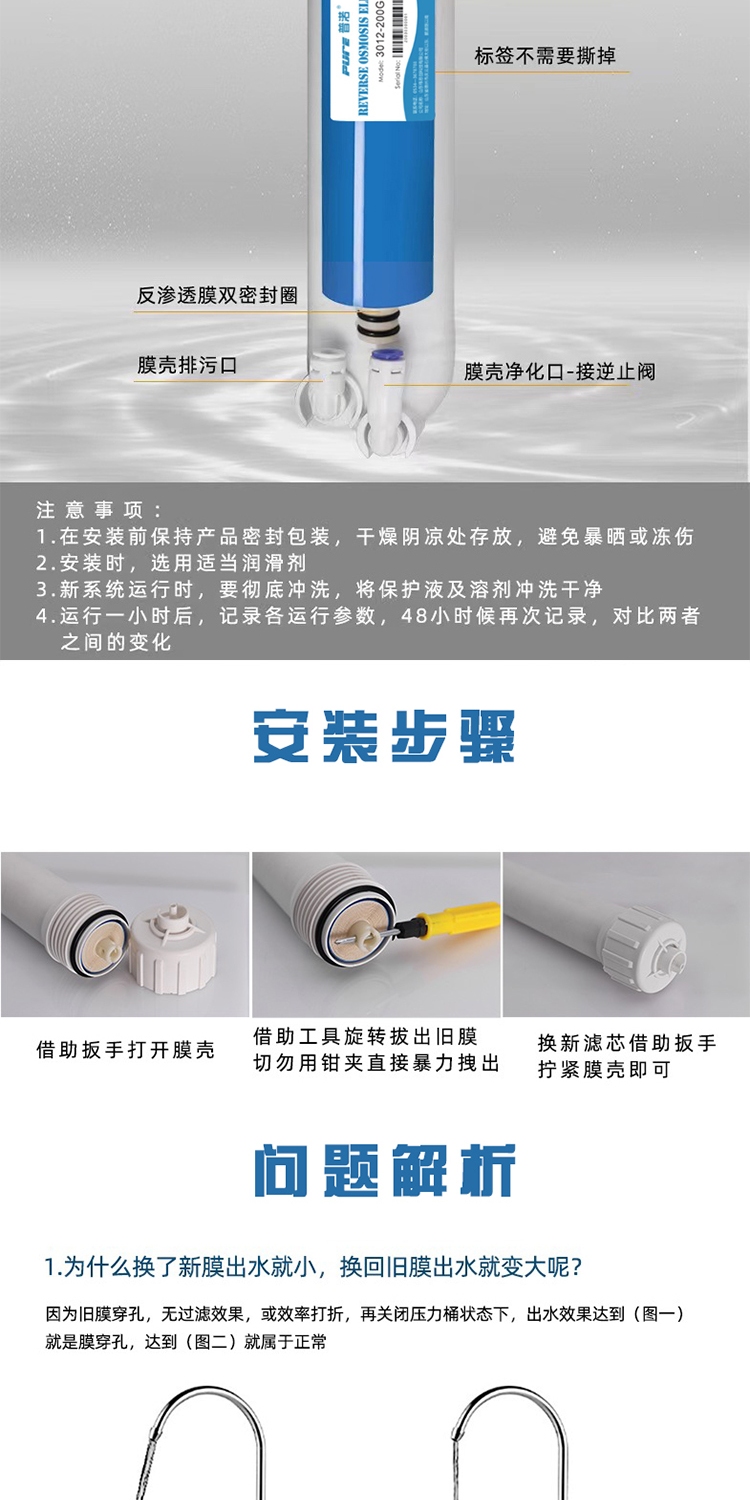 PURE 普诺®
REVERSE OSMOSIS EL
Model: 3012-200G
Serial No:
标签不需要撕掉
反渗透膜双密封圈
膜壳排污口
膜壳净化口-接逆止阀
注意事项：
1.在安装前保持产品密封包装，干燥阴凉处存放，避免暴晒或冻伤
2.安装时，选用适当润滑剂
3.新系统运行时，要彻底冲洗，将保护液及溶剂冲洗干净
4.运行一小时后，记录各运行参数，48小时候再次记录，对比两者
之间的变化
安装步骤
借助扳手打开膜壳
借助工具旋转拔出旧膜
切勿用钳夹直接暴力拽出
换新滤芯借助扳手
拧紧膜壳即可
问题解析
1.为什么换了新膜出水就小，换回旧膜出水就变大呢？
因为旧膜穿孔，无过滤效果，或效率打折，再关闭压力桶状态下，出水效果达到（图一）
就是膜穿孔，达到（图二）就属于正常